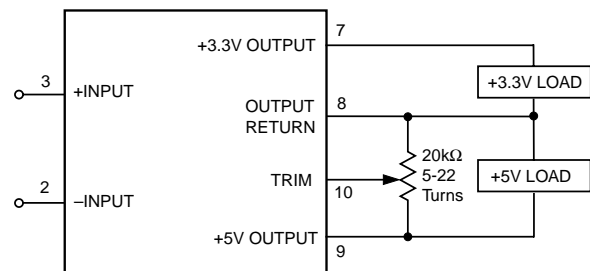 7
+3.3V OUTPUT
+3.3V LOAD
3
+INPUT
8
OUTPUT
RETURN
20kΩ
5-22
Turns
+5V LOAD
TRIM
10
2
–INPUT
+5V OUTPUT
9